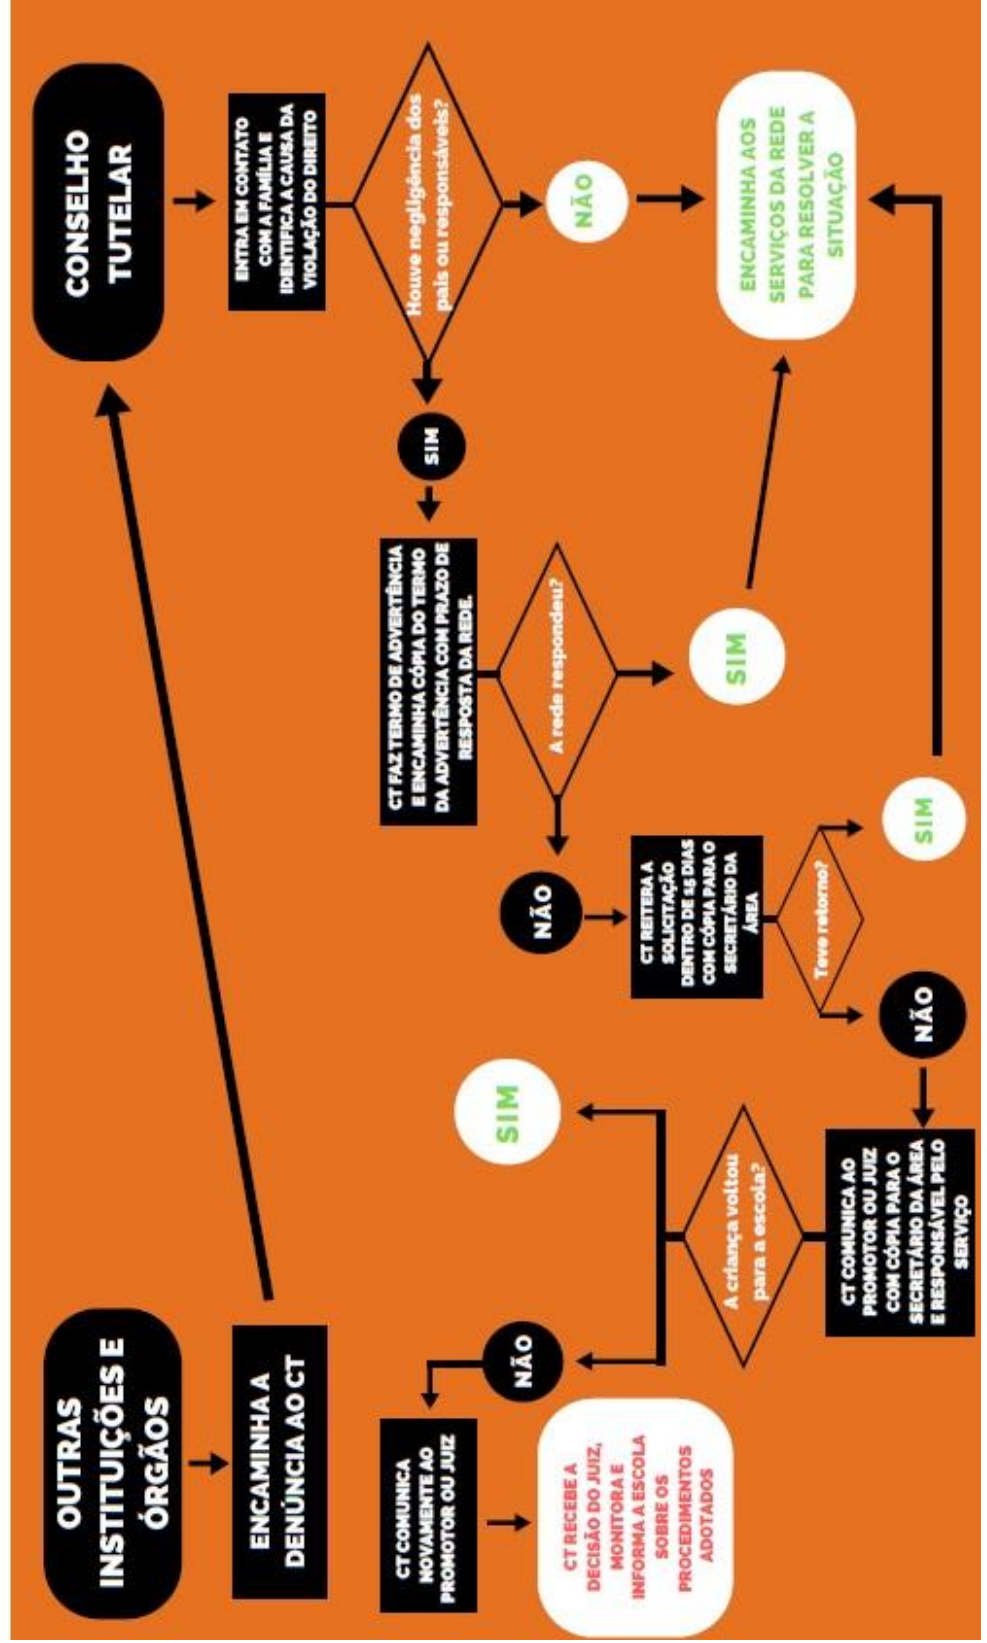 OUTRAS
INSTITUIÇÕES E
ÓRGÃOS
ENCAMINHA A
DENÚNCIA AO CT
CONSELHO
TUTELAR
ENTRA EM CONTATO
COM A FAMÍLIA E
IDENTIFICA A CAUSA DA
VIOLAÇÃO DO DIREITO
Houve negligência dos
pais ou responsáveis?
NÃO
ENCAMINHA AOS
SERVIÇOS DA REDE
PARA RESOLVER A
SITUAÇÃO
SIM
CT FAZ TERMO DE ADVERTÊNCIA
E ENCAMINHA CÓPIA DO TERMO
DA ADVERTÊNCIA COM PRAZO DE
RESPOSTA DA REDE.
A rede respondeu?
SIM
NÃO
CT REITERA A
SOLICITAÇÃO
DENTRO DE 15 DIAS
COM CÓPIA PARA O
SECRETÁRIO DA
ÁREA
Teve retorno?
SIM
NÃO
CT COMUNICA AO
PROMOTOR OU JUIZ
COM CÓPIA PARA O
SECRETÁRIO DA ÁREA
E RESPONSÁVEL PELO
SERVIÇO
A criança voltou
para a escola?
SIM
NÃO
CT COMUNICA
NOVAMENTE AO
PROMOTOR OU JUIZ
CT RECEBE A
DECISÃO DO JUIZ,
MONITORA E
INFORMA A ESCOLA
SOBRE OS
PROCEDIMENTOS
ADOTADOS